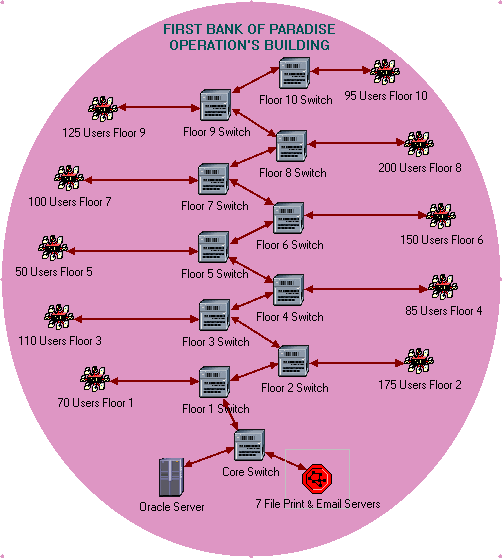 FIRST BANK OF PARADISE
OPERATION'S BUILDING
Floor 10 Switch
95 Users Floor 10
125 Users Floor 9
Floor 9 Switch
Floor 8 Switch
200 Users Floor 8
100 Users Floor 7
Floor 7 Switch
Floor 6 Switch
150 Users Floor 6
50 Users Floor 5
Floor 5 Switch
Floor 4 Switch
85 Users Floor 4
110 Users Floor 3
Floor 3 Switch
Floor 2 Switch
175 Users Floor 2
70 Users Floor 1
Floor 1 Switch
Core Switch
Oracle Server
7 File Print & Email Servers